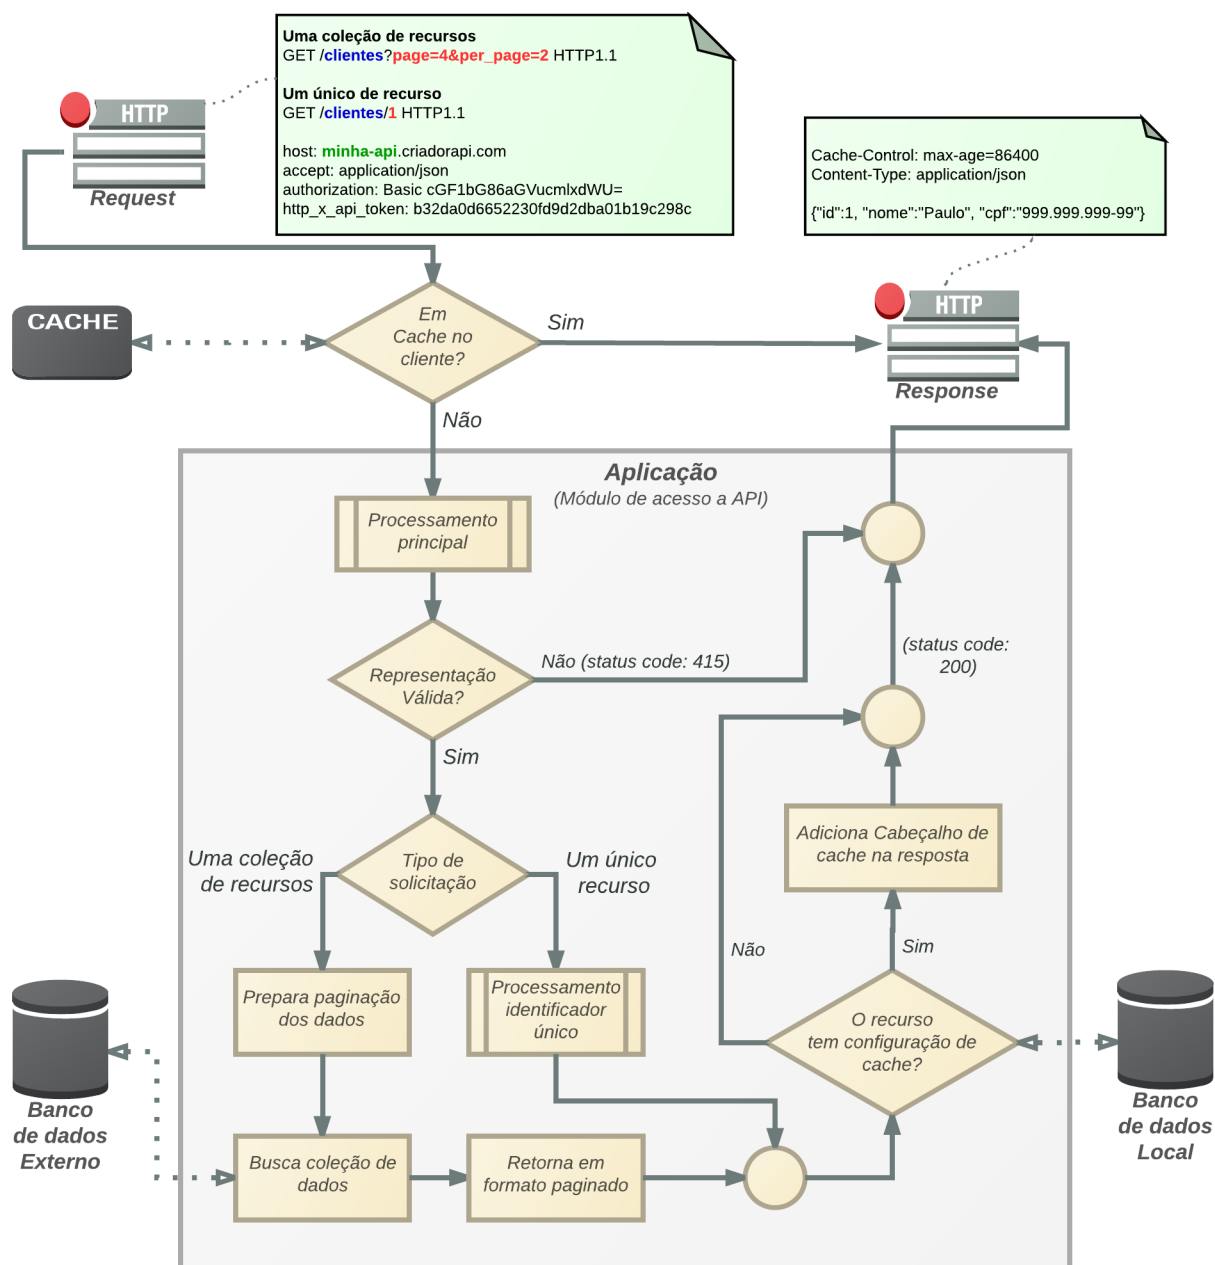 Uma coleção de recursos
GET /clientes?page=4&per_page=2 HTTP1.1
Um único de recurso
GET /clientes/1 HTTP1.1
host: minha-api.criadorapi.com
accept: application/json
authorization: Basic cGF1bG86aGVucmlxdWU=
http_x_api_token: b32da0d6652230fd9d2dba01b19c298c
HTTP
Request
Cache-Control: max-age=86400
Content-Type: application/json
{"id":1, "nome":"Paulo", "cpf":"999.999.999-99"}
HTTP
Response
CACHE
Em
Cache no
cliente?
Sim
Não
Aplicação
(Módulo de acesso a API)
Processamento
principal
Representação
Válida?
Não (status code: 415)
(status code:
200)
Sim
Tipo de
solicitação
Uma coleção
de recursos
Um único
recurso
Adiciona Cabeçalho de
cache na resposta
Não
Sim
Prepara paginação
dos dados
Processamento
identificador
único
O recurso
tem configuração de
cache?
Banco
de dados
Externo
Banco
de dados
Local
Busca coleção de
dados
Retorna em
formato paginado